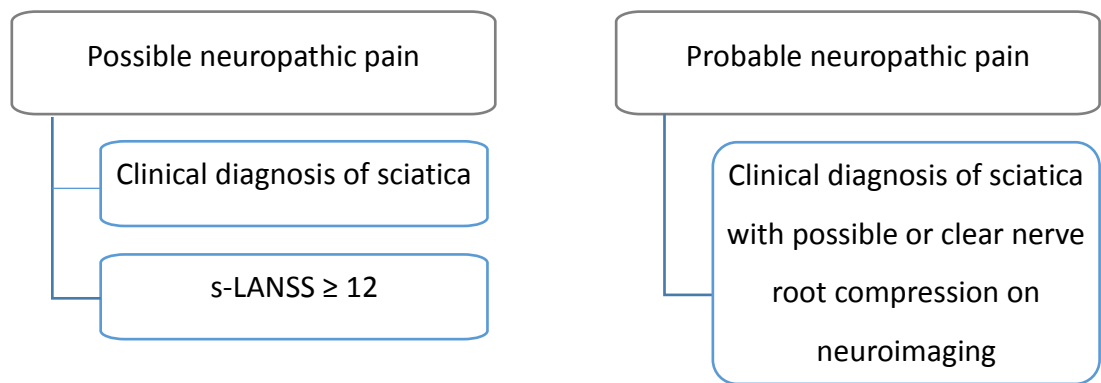 Possible neuropathic pain
Clinical diagnosis of sciatica
s-LANSS ≥ 12
Probable neuropathic pain
Clinical diagnosis of sciatica
with possible or clear nerve
root compression on
neuroimaging